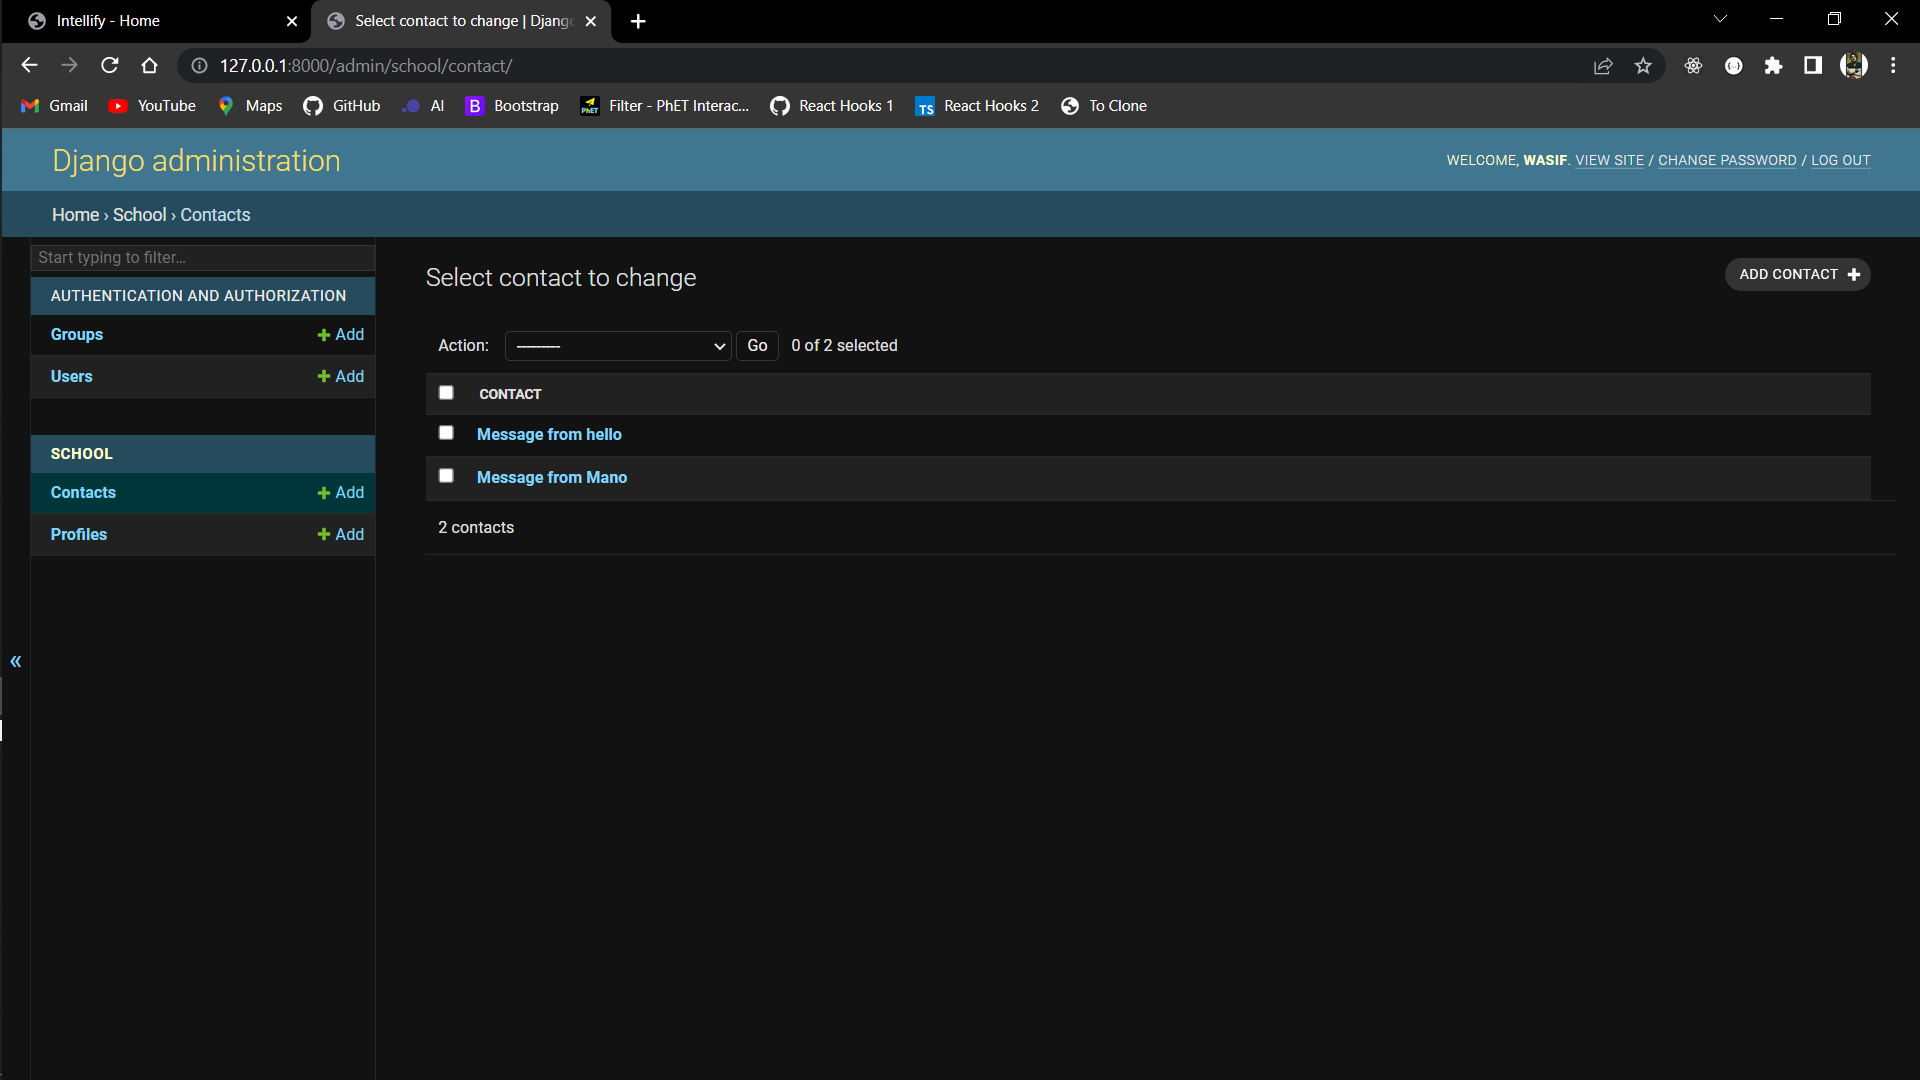 Intellify - Home
Select contact to change | Djang
127.0.0.1:8000/admin/school/contact/
Gmail YouTube Maps GitHub AI Bootstrap Filter - PhET Interac... React Hooks 1 React Hooks 2 To Clone
Django administration
WELCOME, WASIF. VIEW SITE / CHANGE PASSWORD / LOG OUT
Home › School › Contacts
Start typing to filter...
AUTHENTICATION AND AUTHORIZATION
Groups + Add
Users + Add
SCHOOL
Contacts + Add
Profiles + Add
«
Select contact to change
ADD CONTACT +
Action: --------- Go 0 of 2 selected
CONTACT
Message from hello
Message from Mano
2 contacts